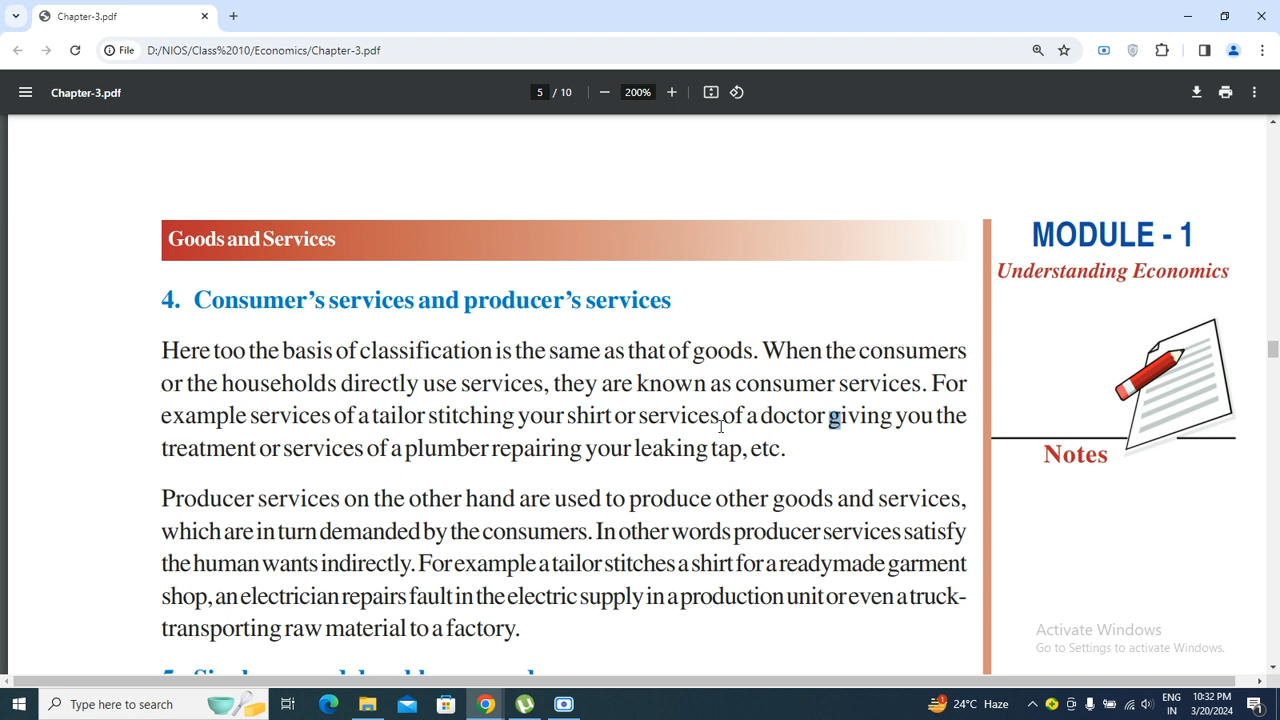 Chapter-3.pdf
File D:/NIOS/Class%2010/Economics/Chapter-3.pdf
Chapter-3.pdf 5 / 10 200%
Goods and Services
MODULE - 1
Understanding Economics
4. Consumer's services and producer's services
Here too the basis of classification is the same as that of goods. When the consumers
or the households directly use services, they are known as consumer services. For
example services of a tailor stitching your shirt or services of a doctor giving you the
treatment or services of a plumber repairing your leaking tap, etc.
Notes
Producer services on the other hand are used to produce other goods and services,
which are in turn demanded by the consumers. In other words producer services satisfy
the human wants indirectly. For example a tailor stitches a shirt for a readymade garment
shop, an electrician repairs fault in the electric supply in a production unit or even a truck-
transporting raw material to a factory.
Activate Windows
Go to Settings to activate Windows.
Type here to search
24°C Haze
ENG
IN
10:32 PM
3/20/2024